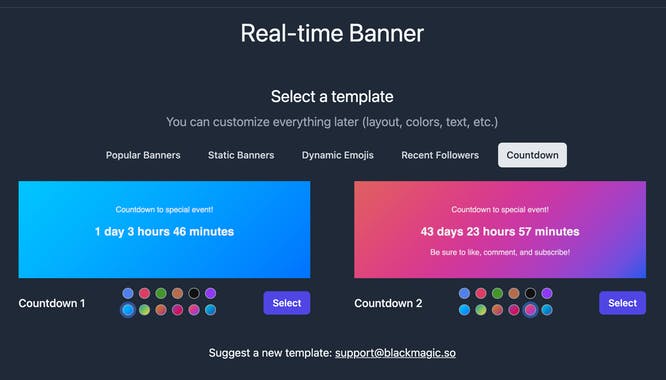 Real-time Banner
Select a template
You can customize everything later (layout, colors, text, etc.)
Popular Banners Static Banners Dynamic Emojis Recent Followers Countdown
Countdown to special event!
1 day 3 hours 46 minutes
Countdown 1
Select
Countdown to special event!
43 days 23 hours 57 minutes
Be sure to like, comment, and subscribe!
Countdown 2
Select
Suggest a new template: support@blackmagic.so